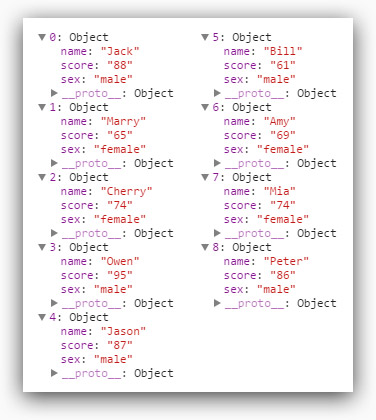 ▼0: Object
name: "Jack"
score: "88"
sex: "male"
▶__proto__: Object
▼1: Object
name: "Marry"
score: "65"
sex: "female"
▶__proto__: Object
▼2: Object
name: "Cherry"
score: "74"
sex: "female"
▶__proto__: Object
▼3: Object
name: "Owen"
score: "95"
sex: "male"
▶__proto__: Object
▼4: Object
name: "Jason"
score: "87"
sex: "male"
▶__proto__: Object
▼5: Object
name: "Bill"
score: "61"
sex: "male"
▶__proto__: Object
▼6: Object
name: "Amy"
score: "69"
sex: "female"
▶__proto__: Object
▼7: Object
name: "Mia"
score: "74"
sex: "female"
▶__proto__: Object
▼8: Object
name: "Peter"
score: "86"
sex: "male"
▶__proto__: Object